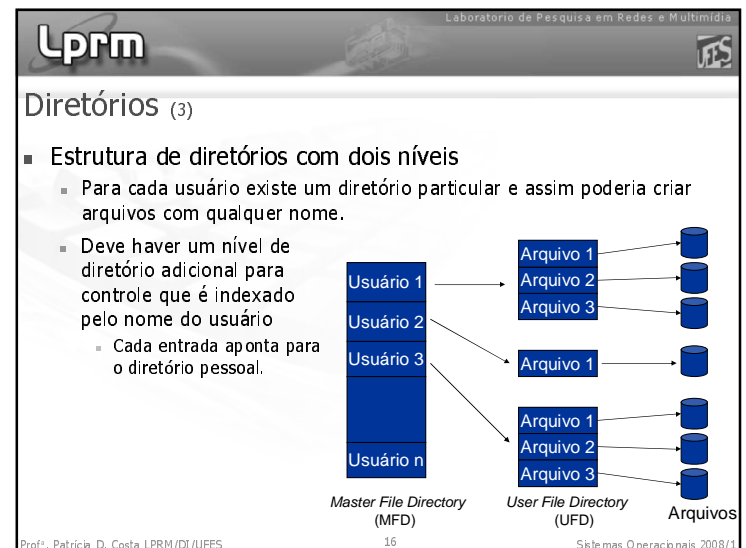 Laboratorio de Pesquisa em Redes e Multimídia
Lprm
UFES
Diretórios (3)
Estrutura de diretórios com dois níveis
Para cada usuário existe um diretório particular e assim poderia criar
arquivos com qualquer nome.
Deve haver um nível de
diretório adicional para
controle que é indexado
pelo nome do usuário
Cada entrada aponta para
o diretório pessoal.
Usuário 1
Usuário 2
Usuário 3
Usuário n
Master File Directory
(MFD)
Arquivo 1
Arquivo 2
Arquivo 3
Arquivo 1
Arquivo 1
Arquivo 2
Arquivo 3
User File Directory
(UFD)
Arquivos
Profª. Patrícia D. Costa LPRM/DI/UFES
16
Sistemas Operacionais 2008/1